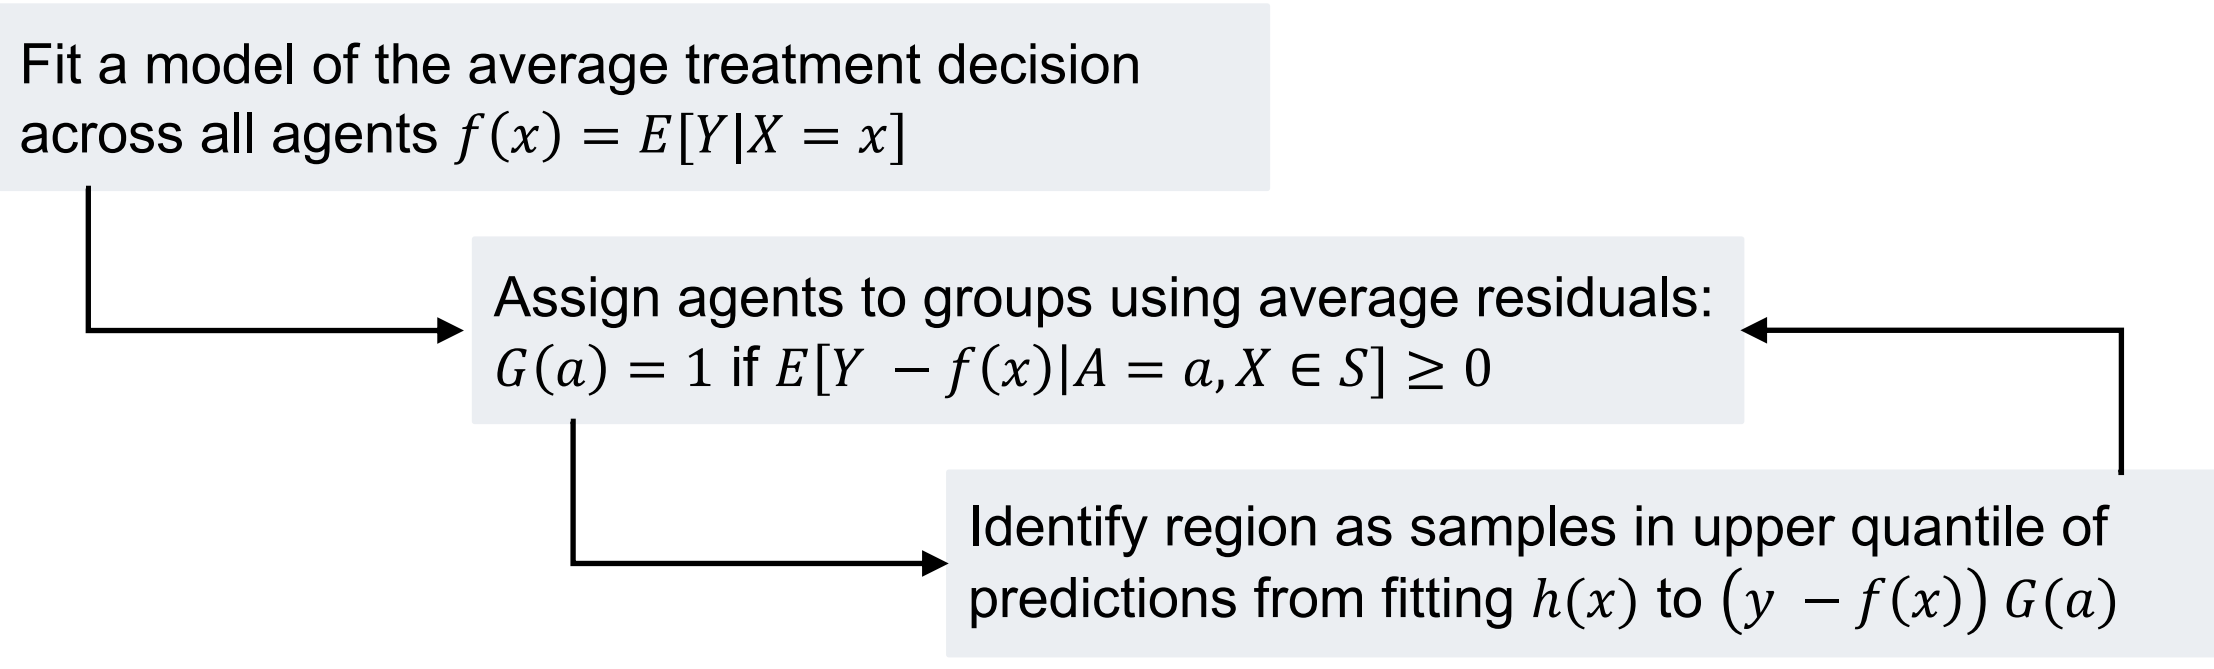 Fit a model of the average treatment decision
across all agents f(x) = E[Y|X = x]
Assign agents to groups using average residuals:
G(a) = 1 if E[Y − f(x)|A = a, X ∈ S] ≥ 0
Identify region as samples in upper quantile of
predictions from fitting h(x) to (y − f(x)) G(a)